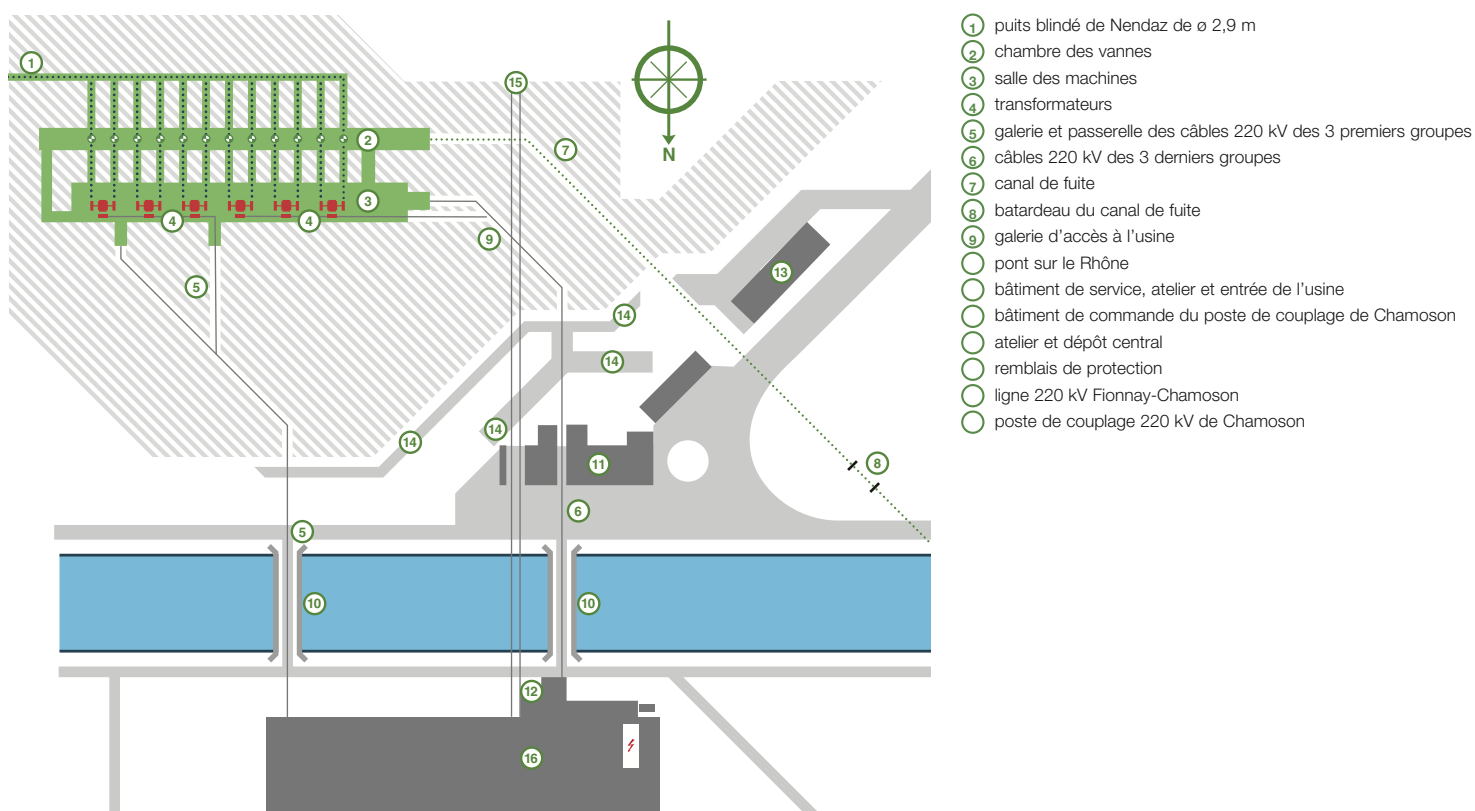 1 puits blindé de Nendaz de ø 2,9 m
2 chambre des vannes
3 salle des machines
4 transformateurs
5 galerie et passerelle des câbles 220 kV des 3 premiers groupes
6 câbles 220 kV des 3 derniers groupes
7 canal de fuite
8 batardeau du canal de fuite
9 galerie d’accès à l’usine
pont sur le Rhône
bâtiment de service, atelier et entrée de l’usine
bâtiment de commande du poste de couplage de Chamoson
atelier et dépôt central
remblais de protection
ligne 220 kV Fionnay-Chamoson
poste de couplage 220 kV de Chamoson
1
15
2
7
N
3
4
4
9
13
5
14
14
14
14
11
8
6
5
10
10
12
16